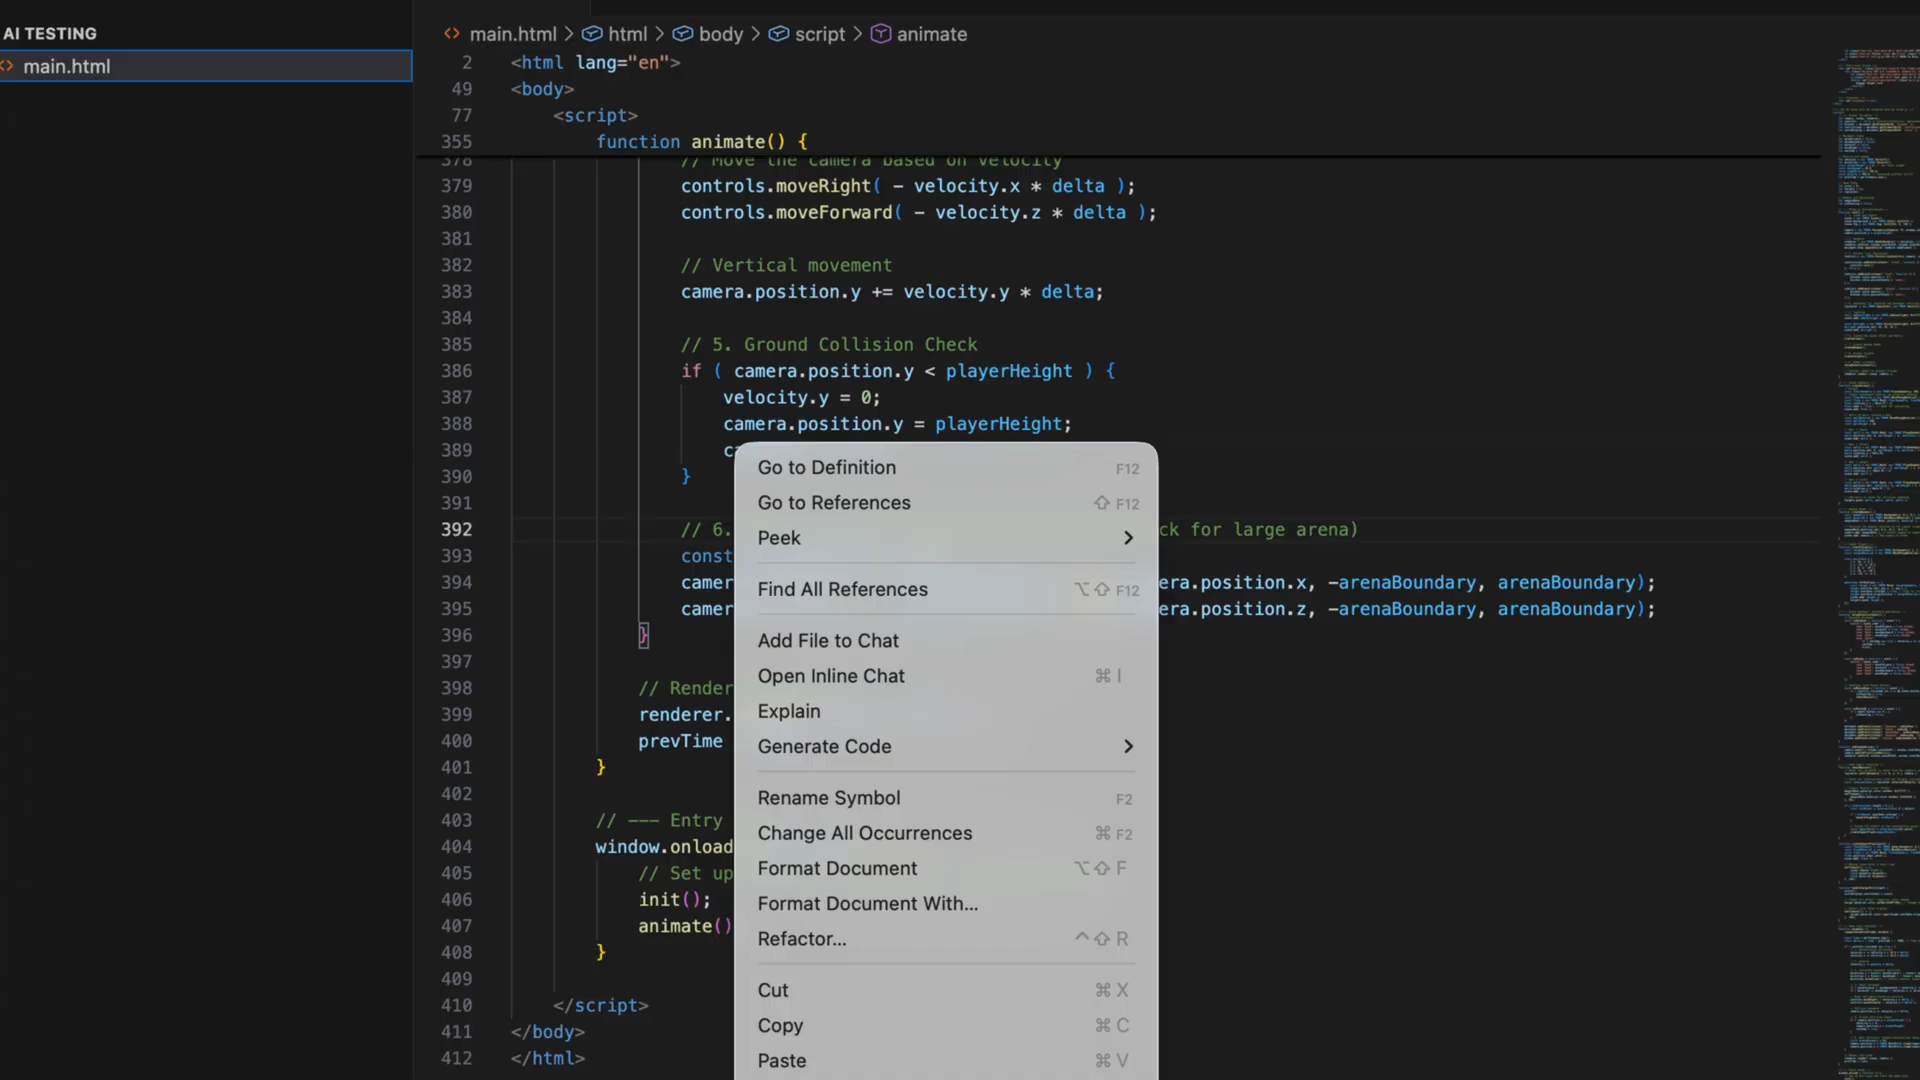 AI TESTING
main.html
main.html > html > body > script > animate
2 <html lang="en">
49 <body>
77 <script>
355 function animate() {
378 // Move the camera based on velocity
379 controls.moveRight( - velocity.x * delta );
380 controls.moveForward( - velocity.z * delta );
381
382 // Vertical movement
383 camera.position.y += velocity.y * delta;
384
385 // 5. Ground Collision Check
386 if ( camera.position.y < playerHeight ) {
387 velocity.y = 0;
388 camera.position.y = playerHeight;
389 c
390 }
391
392 // 6. ck for large arena)
393 const
394 camer era.position.x, -arenaBoundary, arenaBoundary);
395 camer era.position.z, -arenaBoundary, arenaBoundary);
396 }
397
398 // Render
399 renderer.
400 prevTime
401 }
402
403 // --- Entry
404 window.onload
405 // Set up
406 init();
407 animate()
408 }
409
410 </script>
411 </body>
412 </html>
Go to Definition F12
Go to References ⇧ F12
Peek >
Find All References ⌥⇧ F12
Add File to Chat
Open Inline Chat ⌘ I
Explain
Generate Code >
Rename Symbol F2
Change All Occurrences ⌘ F2
Format Document ⌥⇧ F
Format Document With...
Refactor... ^⇧ R
Cut ⌘ X
Copy ⌘ C
Paste ⌘ V